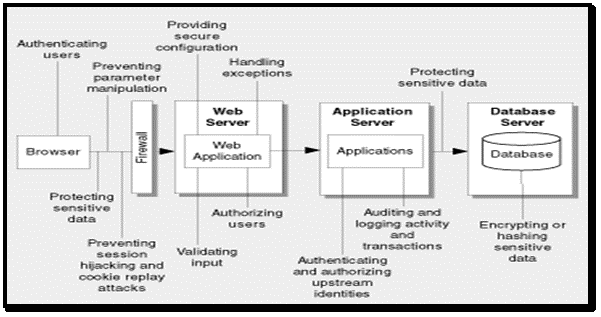 Providing
secure
configuration
Authenticating
users
Handling
exceptions
Preventing
parameter
manipulation
Protecting
sensitive data
Web
Server
Application
Server
Database
Server
Firewall
Browser
Web
Application
Applications
Database
Protecting
sensitive
data
Authorizing
users
Auditing and
logging activity
and
transactions
Preventing
session
hijacking and
cookie replay
attacks
Validating
input
Authenticating
and authorizing
upstream
identities
Encrypting or
hashing
sensitive
data